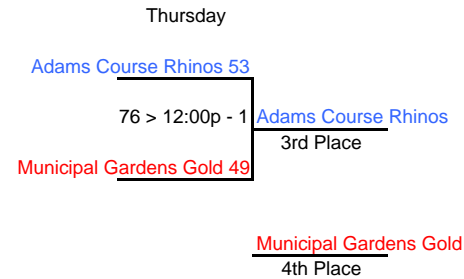 Thursday
Adams Course Rhinos 53
76 > 12:00p - 1
Adams Course Rhinos
3rd Place
Municipal Gardens Gold 49
Municipal Gardens Gold
4th Place